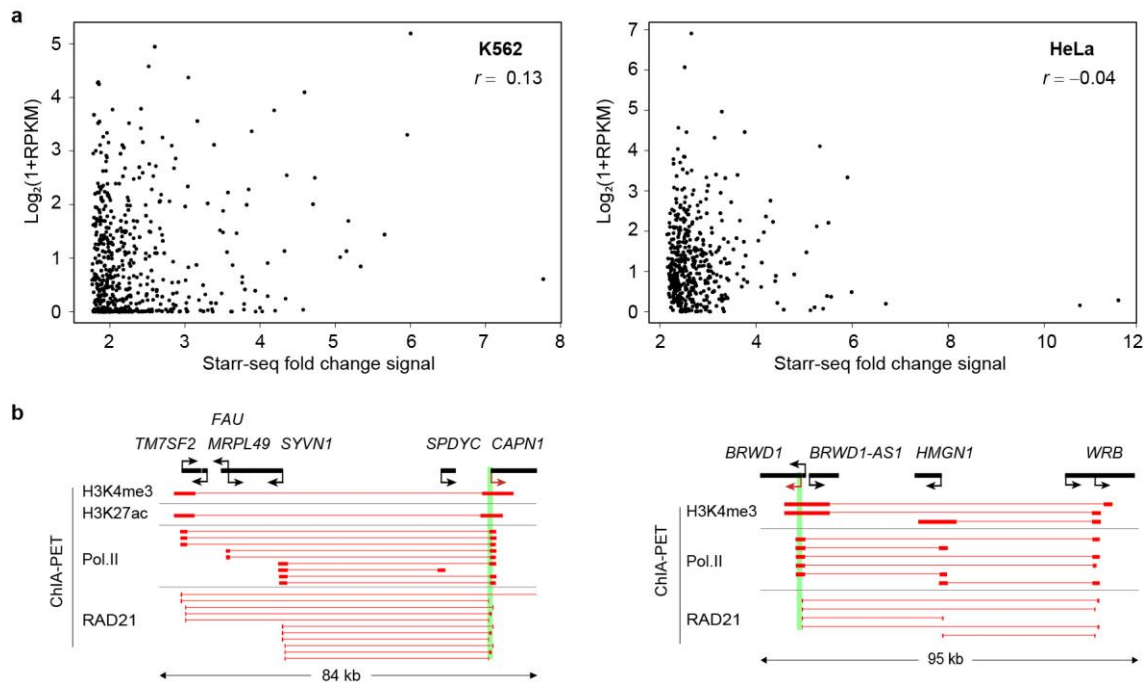 a
K562
r = 0.13
Log₂(1+RPKM)
5
4
3
2
1
0
2 3 4 5 6 7 8
Starr-seq fold change signal
HeLa
r = −0.04
Log₂(1+RPKM)
7
6
5
4
3
2
1
0
2 4 6 8 10 12
Starr-seq fold change signal
b
FAU
TM7SF2 MRPL49 SYVN1 SPDYC CAPN1
ChIA-PET
H3K4me3
H3K27ac
Pol.II
RAD21
84 kb
BRWD1 BRWD1-AS1 HMGN1 WRB
ChIA-PET
H3K4me3
Pol.II
RAD21
95 kb